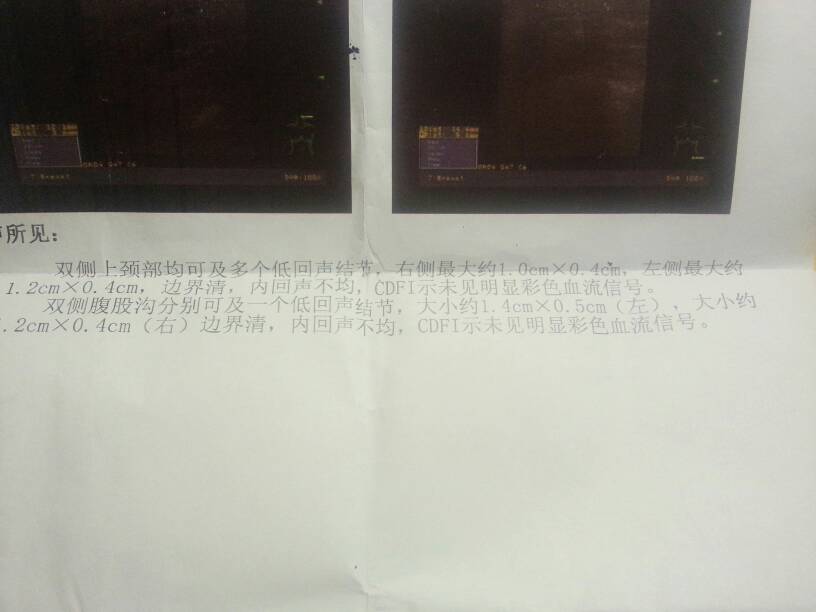 所见:
双侧上颈部均可及多个低回声结节, 右侧最大约1.0cm×0.4cm, 左侧最大约
1.2cm×0.4cm, 边界清, 内回声不均, CDFI示未见明显彩色血流信号。
双侧腹股沟分别可及一个低回声结节, 大小约1.4cm×0.5cm (左), 大小约
.2cm×0.4cm (右) 边界清, 内回声不均, CDFI示未见明显彩色血流信号。